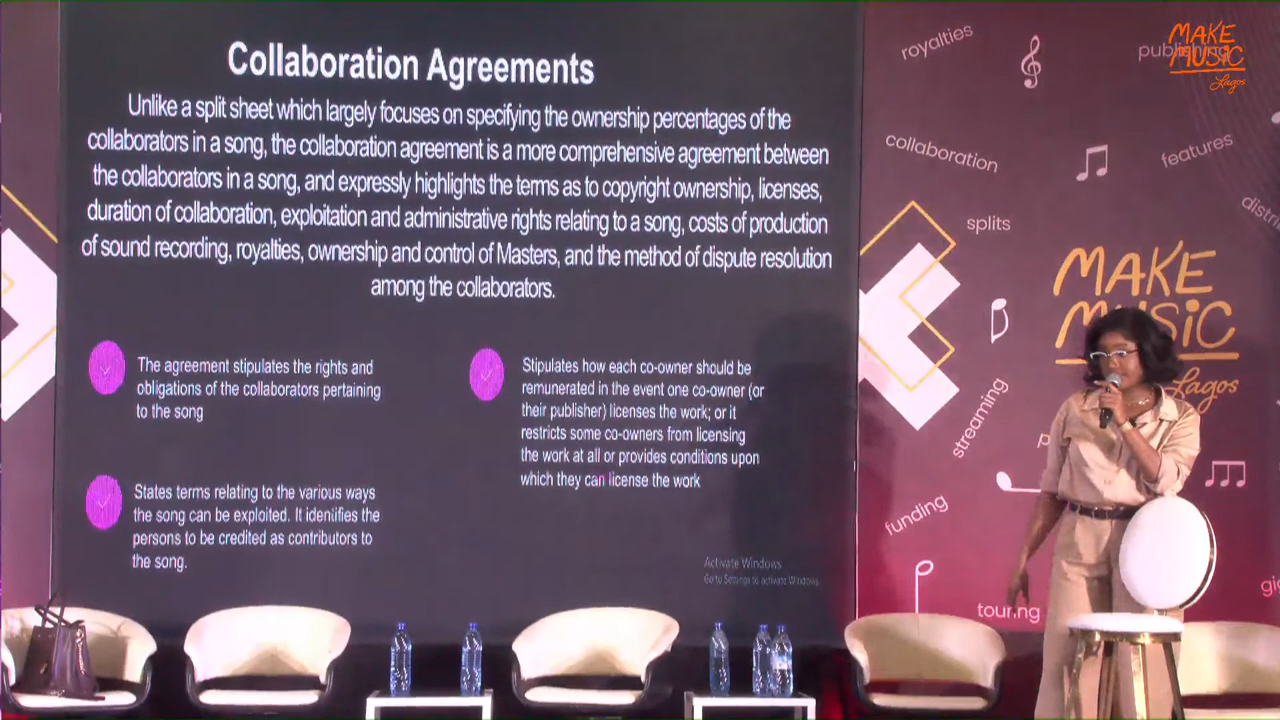 Collaboration Agreements
Unlike a split sheet which largely focuses on specifying the ownership percentages of the
collaborators in a song, the collaboration agreement is a more comprehensive agreement between
the collaborators in a song, and expressly highlights the terms as to copyright ownership, licenses,
duration of collaboration, exploitation and administrative rights relating to a song, costs of production
of sound recording, royalties, ownership and control of Masters, and the method of dispute resolution
among the collaborators.
The agreement stipulates the rights and
obligations of the collaborators pertaining
to the song
States terms relating to the various ways
the song can be exploited. It identifies the
persons to be credited as contributors to
the song.
Stipulates how each co-owner should be
remunerated in the event one co-owner (or
their publisher) licenses the work; or it
restricts some co-owners from licensing
the work at all or provides conditions upon
which they can license the work
Activate Windows
Go to Settings to activate Windows.
royalties
publishing
MAKE
MUSIC
Lagos
collaboration
features
splits
MAKE
MUSIC
Lagos
streaming
funding
touring